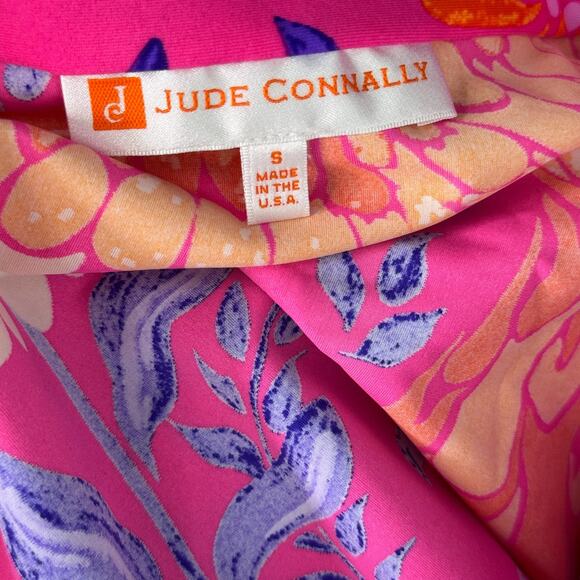 JC JUDE CONNALLY
S
MADE
IN THE
U.S.A.